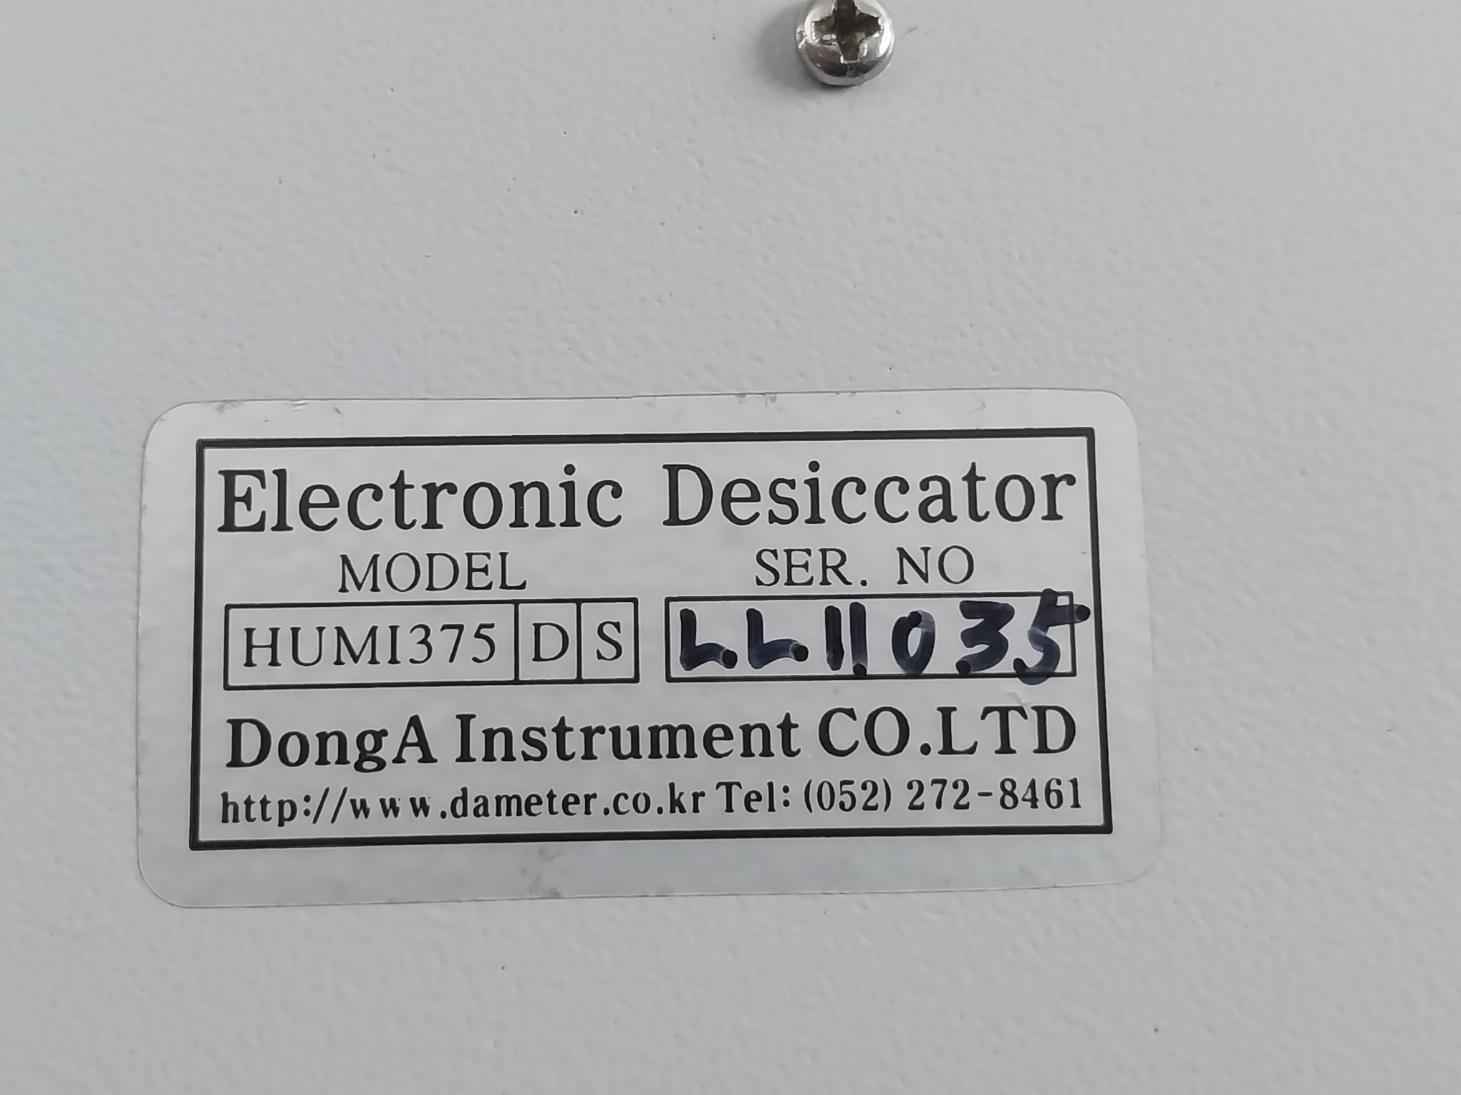 Electronic Desiccator
MODEL SER. NO
HUMI375 D S LL11035
DongA Instrument CO.LTD
http://www.dameter.co.kr Tel: (052) 272-8461